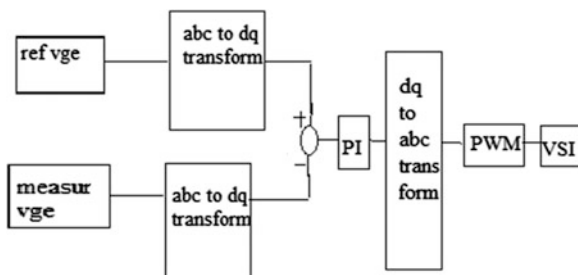 ref vge
abc to dq
transform
+
-
measur
vge
abc to dq
transform
PI
dq
to
abc
trans
form
PWM
VSI